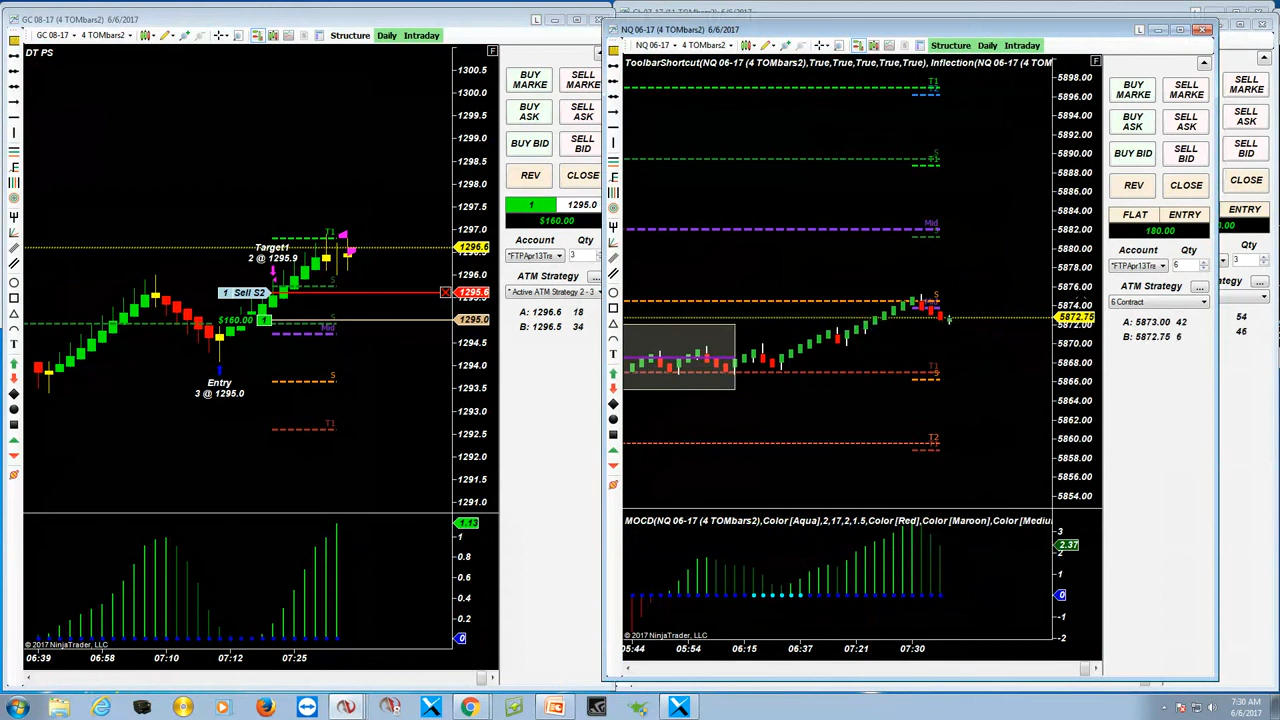 GC 08-17 (4 TOMbars2)  6/6/2017
GC 08-17
4 TOMbars2
L
Structure
Daily
Intraday
DT PS
F
1300.5
1300.0
1299.5
1299.0
1298.5
1298.0
1297.5
1297.0
1296.6
1296.0
1295.6
1295.0
1294.5
1294.0
1293.5
1293.0
1292.5
1292.0
1291.5
1291.0
T1
Target1
2 @ 1295.9
S
1 Sell S2
$160.00
1
S
Mid
Entry
3 @ 1295.0
S
T1
1.13
1
0.8
0.6
0.4
0.2
0
© 2017 NinjaTrader, LLC
06:39
06:58
07:10
07:12
07:25
BUY MARKE
SELL MARKE
BUY ASK
SELL ASK
BUY BID
SELL BID
REV
CLOSE
1
1295.0
$160.00
Account
Qty
*FTPApr13Tra
3
ATM Strategy
...
* Active ATM Strategy 2 - 3
A: 1296.6
18
B: 1296.5
34
NQ 06-17 (4 TOMbars2)  6/6/2017
L
NQ 06-17
4 TOMbars2
Structure
Daily
Intraday
ToolbarShortcut(NQ 06-17 (4 TOMbars2),True,True,True,True,True), Inflection(NQ 06-17 (4 TOM
F
T1
S
T1
Mid
T1
S
T1
S
T2
5898.00
5896.00
5894.00
5892.00
5890.00
5888.00
5886.00
5884.00
5882.00
5880.00
5878.00
5876.00
5874.00
5872.75
5870.00
5868.00
5866.00
5864.00
5862.00
5860.00
5858.00
5856.00
5854.00
MOCD(NQ 06-17 (4 TOMbars2),Color [Aqua],2,17,2,1.5,Color [Red],Color [Maroon],Color [Mediu
3
2.37
1
0
-1
-2
© 2017 NinjaTrader, LLC
05:44
05:54
06:15
06:37
07:21
07:30
BUY MARKE
SELL MARKE
BUY ASK
SELL ASK
BUY BID
SELL BID
REV
CLOSE
FLAT
ENTRY
180.00
Account
Qty
*FTPApr13Tra
6
ATM Strategy
...
6 Contract
A: 5873.00
42
B: 5872.75
6
SELL MARKE
SELL ASK
SELL BID
CLOSE
ENTRY
0.00
Qty
3
54
46
7:30 AM
6/6/2017